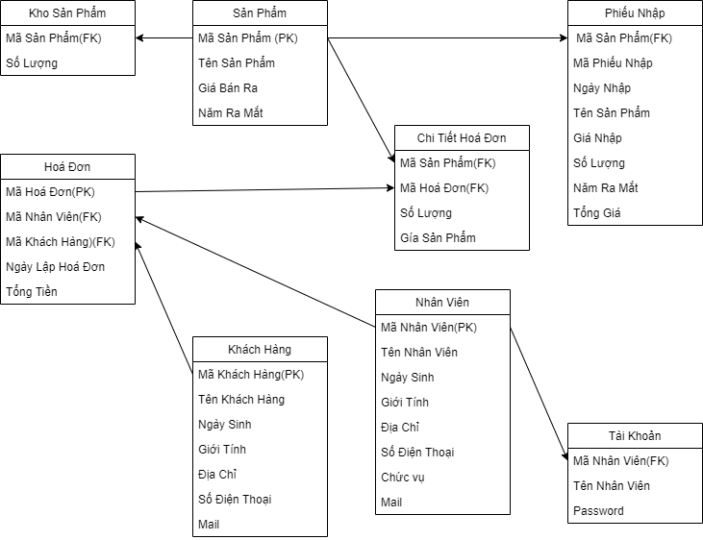 Kho Sản Phẩm
Mã Sản Phẩm(FK)
Số Lượng
Sản Phẩm
Mã Sản Phẩm (PK)
Tên Sản Phẩm
Giá Bán Ra
Năm Ra Mắt
Phiếu Nhập
Mã Sản Phẩm(FK)
Mã Phiếu Nhập
Ngày Nhập
Tên Sản Phẩm
Giá Nhập
Số Lượng
Năm Ra Mắt
Tổng Giá
Chi Tiết Hoá Đơn
Mã Sản Phẩm(FK)
Mã Hoá Đơn(FK)
Số Lượng
Gía Sản Phẩm
Hoá Đơn
Mã Hoá Đơn(PK)
Mã Nhân Viên(FK)
Mã Khách Hàng)(FK)
Ngày Lập Hoá Đơn
Tổng Tiền
Nhân Viên
Mã Nhân Viên(PK)
Tên Nhân Viên
Ngáy Sinh
Giới Tính
Địa Chỉ
Số Điện Thoại
Chức vụ
Mail
Khách Hàng
Mã Khách Hàng(PK)
Tên Khách Hàng
Ngáy Sinh
Giới Tính
Địa Chỉ
Số Điện Thoại
Mail
Tài Khoản
Mã Nhân Viên(FK)
Tên Nhân Viên
Password